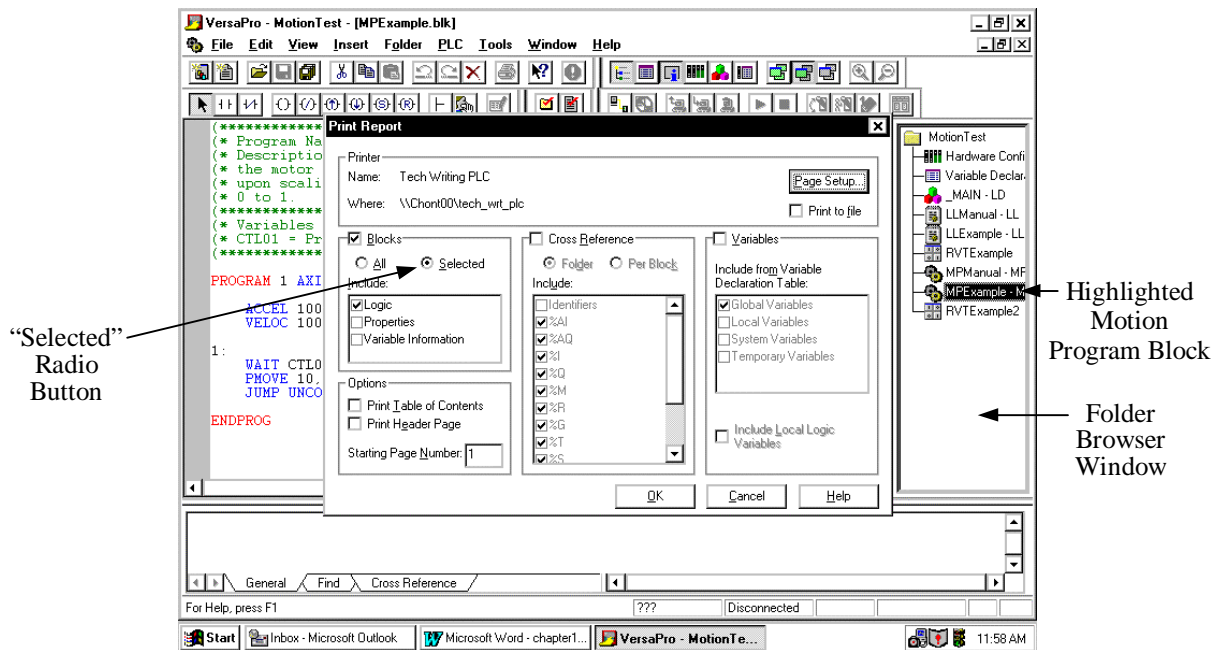 VersaPro - MotionTest - [MPExample.blk]
File Edit View Insert Folder PLC Tools Window Help
(************
(* Program Na
(* Descriptio
(* the motor
(* upon scali
(* 0 to 1.
(************
(* Variables
(* CTL01 = Pr
(************
PROGRAM 1 AXI
ACCEL 100
VELOC 100
1:
WAIT CTL0
PMOVE 10,
JUMP UNCO
ENDPROG
Print Report
Printer
Name: Tech Writing PLC
Page Setup...
Where: \\Chont00\tech_wrt_plc
Print to file
Blocks
All Selected
Include:
Logic
Properties
Variable Information
Options
Print Table of Contents
Print Header Page
Starting Page Number: 1
Cross Reference
Folder Per Block
Include:
Identifiers
%AI
%AQ
%I
%Q
%M
%R
%G
%T
%S
Variables
Include from Variable
Declaration Table:
Global Variables
Local Variables
System Variables
Temporary Variables
Include Local Logic
Variables
OK Cancel Help
MotionTest
Hardware Confi
Variable Declar
_MAIN - LD
LLManual - LL
LLExample - LL
RVTExample
MPManual - MP
MPExample - M
RVTExample2
“Selected”
Radio
Button
Highlighted
Motion
Program Block
Folder
Browser
Window
General Find Cross Reference
For Help, press F1 ??? Disconnected
Start Inbox - Microsoft Outlook Microsoft Word - chapter1... VersaPro - MotionTe... 11:58 AM